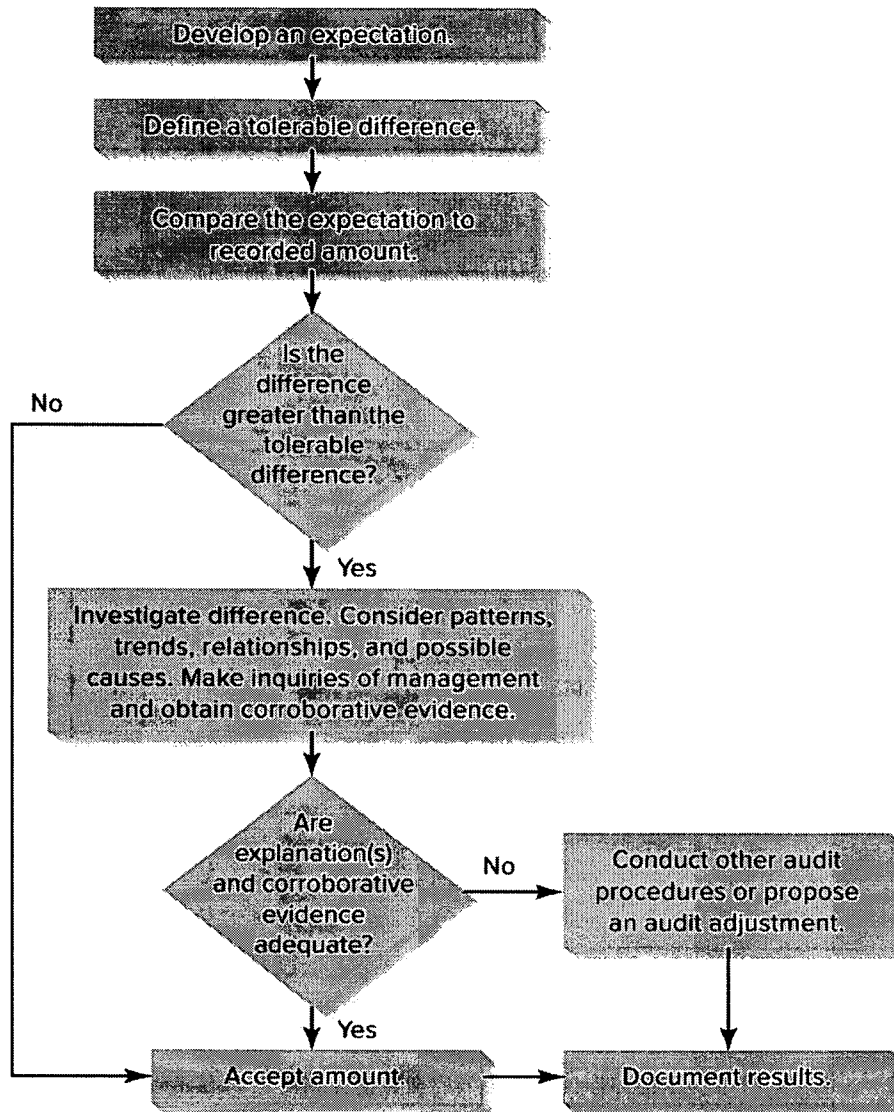 Develop an expectation.
Define a tolerable difference.
Compare the expectation to
recorded amount.
Is the
difference
greater than the
tolerable
difference?
No
Yes
Investigate difference. Consider patterns,
trends, relationships, and possible
causes. Make inquiries of management
and obtain corroborative evidence.
Are
explanation(s)
and corroborative
evidence
adequate?
No
Conduct other audit
procedures or propose
an audit adjustment.
Yes
Accept amount
Document results.